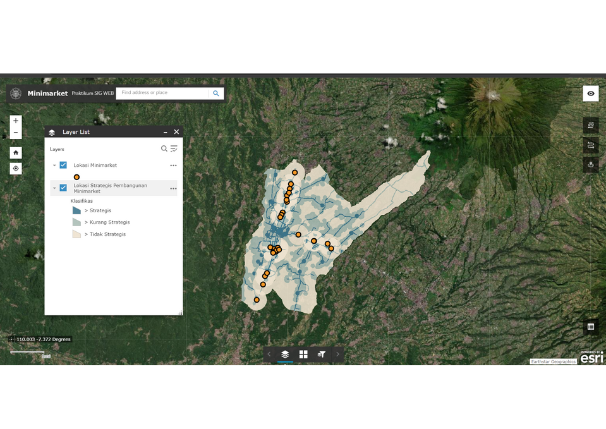 Minimarket Praktikum SIG WEB
Find address or place
Layer List
Layers
Lokasi Minimarket
Lokasi Strategis Pembangunan
Minimarket
Klasifikasi
> Strategis
> Kurang Strategis
> Tidak Strategis
110.003 -7.372 Degrees
Earthstar Geographics
esri